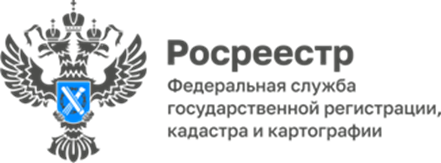 Росреестр
Федеральная служба
государственной регистрации,
кадастра и картографии